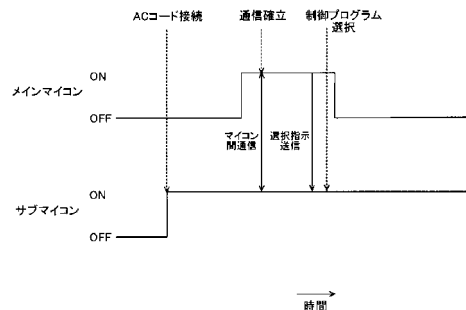 ACコード接続
通信確立
制御プログラム
選択
メインマイコン
ON
OFF
マイコン
間通信
選択指示
送信
サブマイコン
ON
OFF
時間